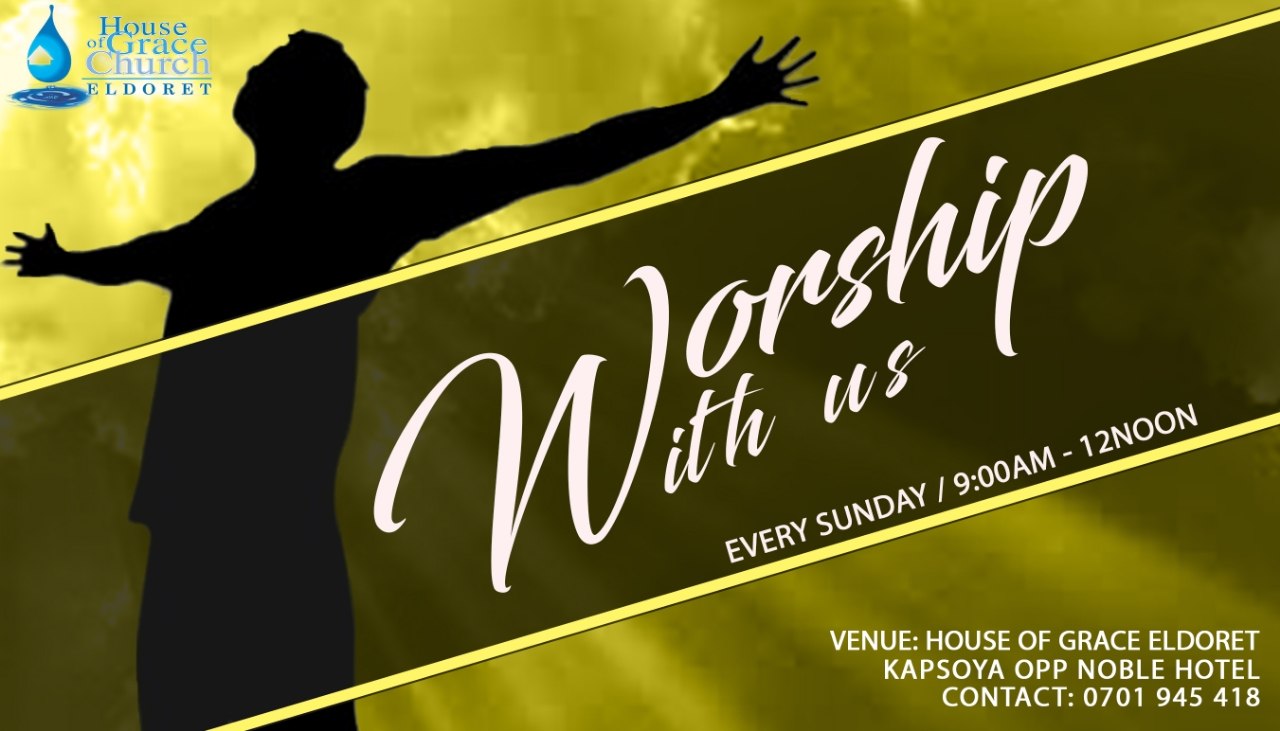 House
of Grace
Church
ELDORET
Worship
With us
EVERY SUNDAY / 9:00AM - 12NOON
VENUE: HOUSE OF GRACE ELDORET
KAPSOYA OPP NOBLE HOTEL
CONTACT: 0701 945 418